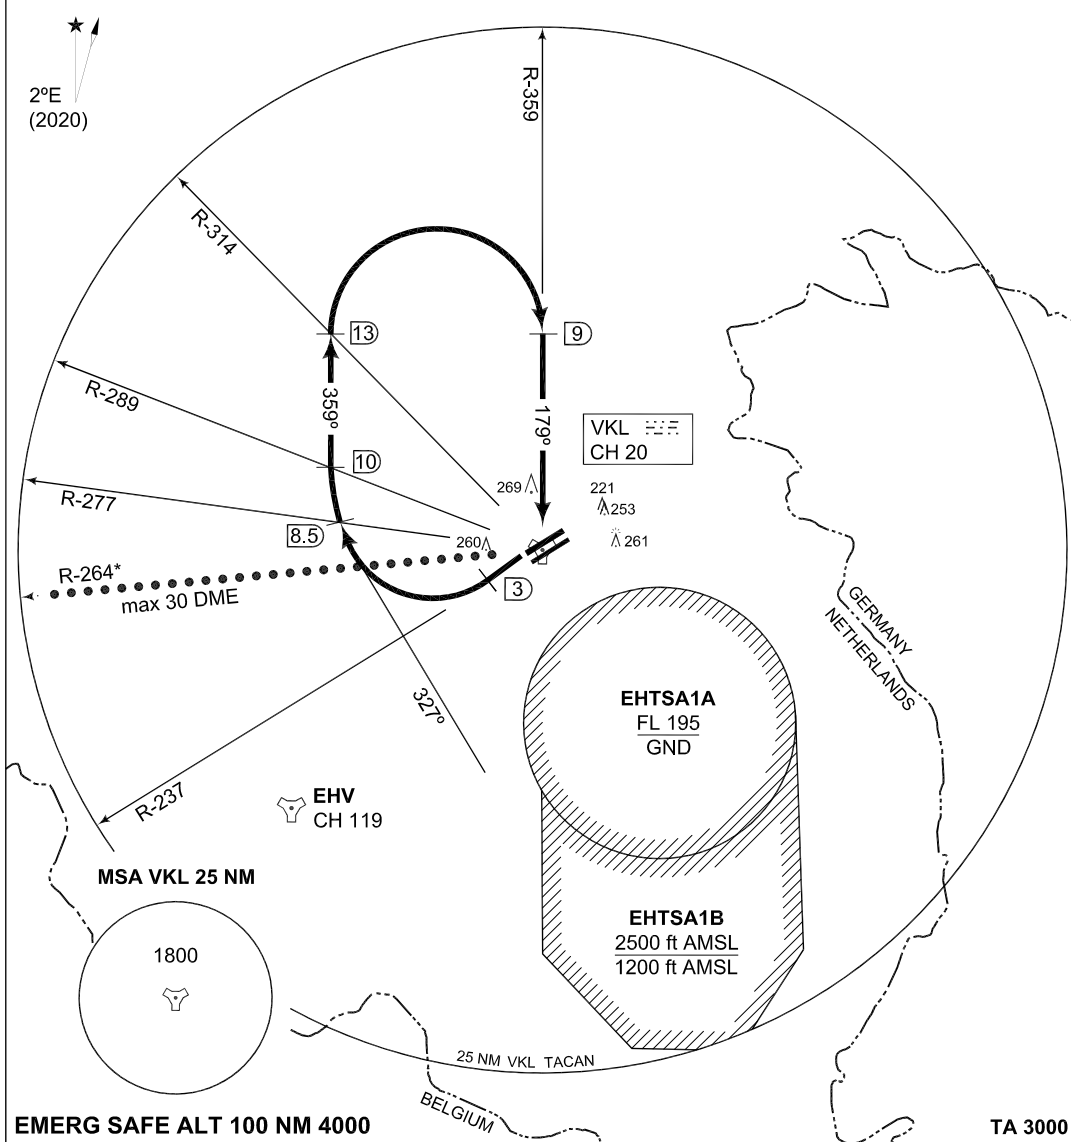 2ºE
(2020)
R-359
R-314
13
9
R-289
359º
179º
VKL
CH 20
10
269
221
253
R-277
8.5
260
261
R-264*
max 30 DME
3
GERMANY
NETHERLANDS
327º
EHTSA1A
FL 195
GND
R-237
EHV
CH 119
MSA VKL 25 NM
1800
EHTSA1B
2500 ft AMSL
1200 ft AMSL
25 NM VKL TACAN
BELGIUM
EMERG SAFE ALT 100 NM 4000
TA 3000